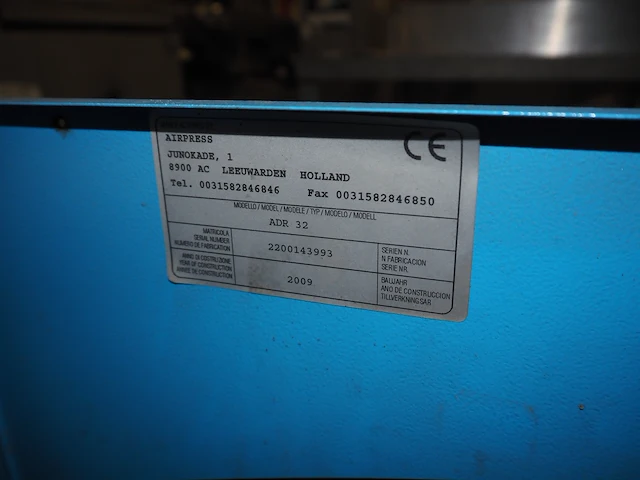 AIRPRESS
JUNOKADE, 1
8900 AC LEEUWARDEN HOLLAND
Tel. 0031582846846 Fax 0031582846850
CE
MODELLO / MODEL / MODÈLE / TYP / MODELO / MODELL
ADR 32
MATRICOLA
SERIAL NUMBER
NUMERO DE FABRICATION
2200143993
SERIEN N.
N. FABRICACION
SERIE NR.
ANNO DI COSTRUZIONE
YEAR OF CONSTRUCTION
ANNEE DE CONSTRUCTION
2009
BAUJAHR
ANO DE CONSTRUCCION
TILLVERKNINGSAR